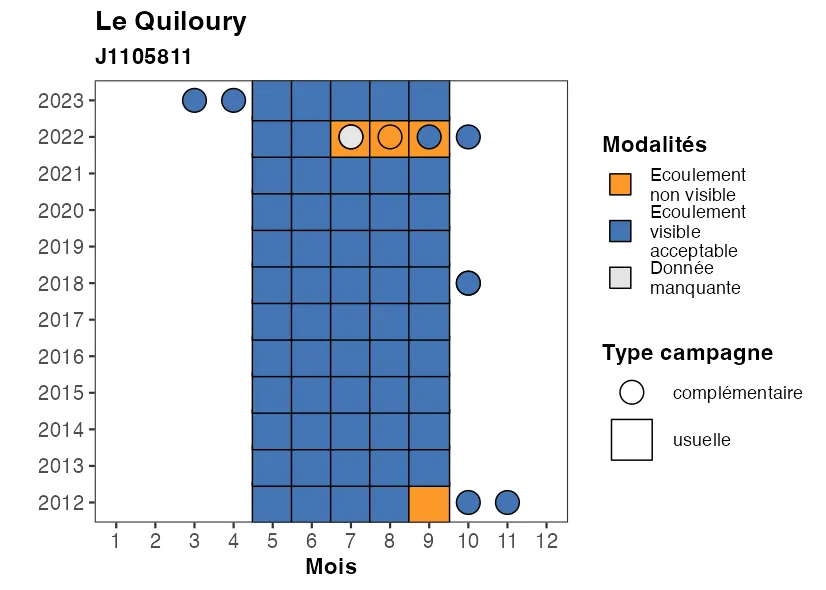 Le Quiloury
J1105811
2023
2022
2021
2020
2019
2018
2017
2016
2015
2014
2013
2012
1 2 3 4 5 6 7 8 9 10 11 12
Mois
Modalités
Ecoulement
non visible
Ecoulement
visible
acceptable
Donnée
manquante
Type campagne
complémentaire
usuelle